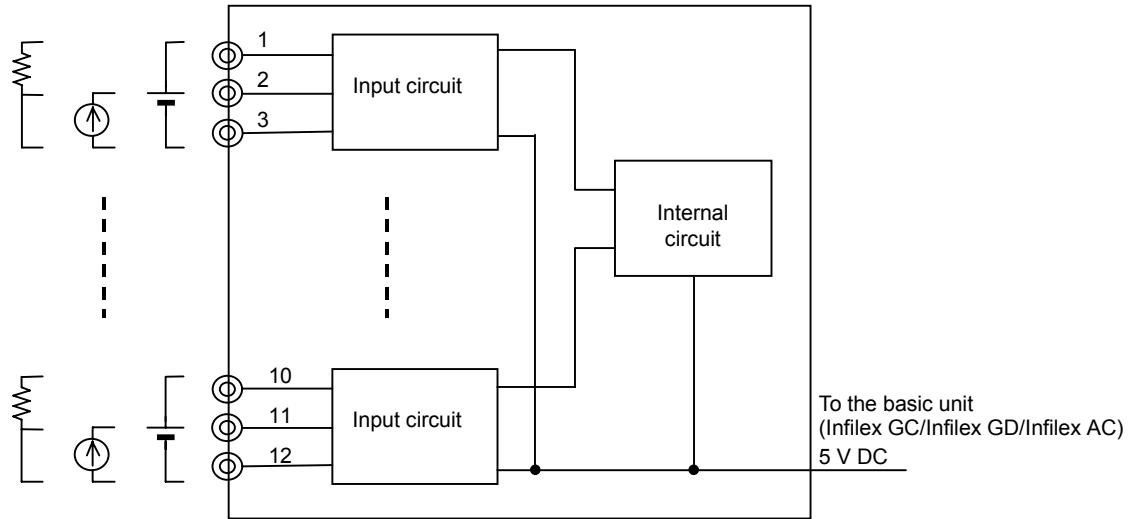 1
Input circuit
2
3
Internal
circuit
10
Input circuit
11
12
To the basic unit
(Infilex GC/Infilex GD/Infilex AC)
5 V DC